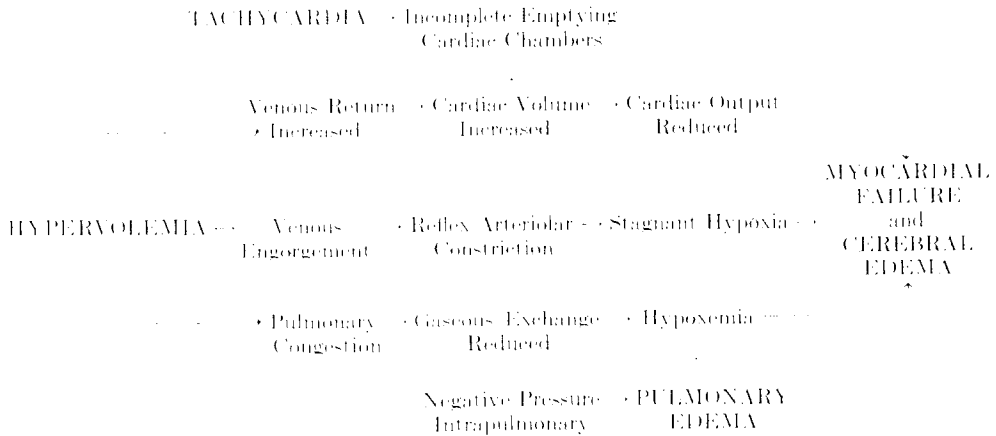 TACHYCARDIA → Incomplete Emptying
Cardiac Chambers
Venous Return → Cardiac Volume → Cardiac Output
Increased Increased Reduced
MYOCARDIAL
FAILURE
HYPERVOLEMIA → Venous → Reflex Arteriolar → Stagnant Hypoxia → and
Engorgement Constriction CEREBRAL
EDEMA
Pulmonary → Gaseous Exchange → Hypoxemia
Congestion Reduced
Negative Pressure → PULMONARY
Intrapulmonary EDEMA